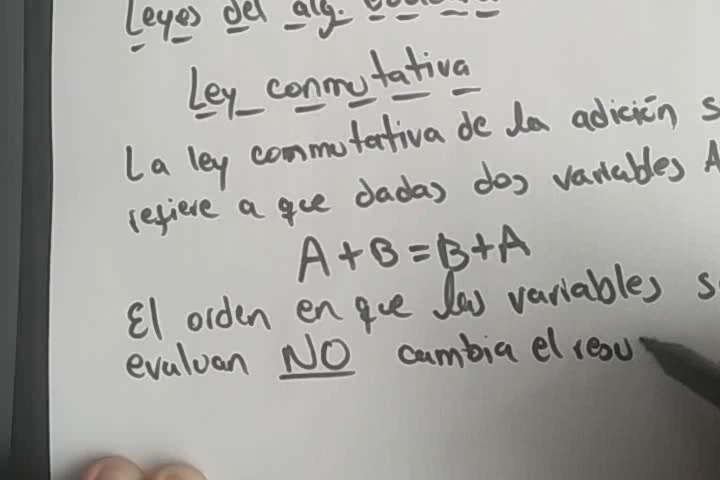 Leyes del alg.
Ley conmutativa
La ley conmutativa de la adición s
refiere a que dadas dos variables A
A + B = B + A
El orden en que las variables s
evaluan NO cambia el resu